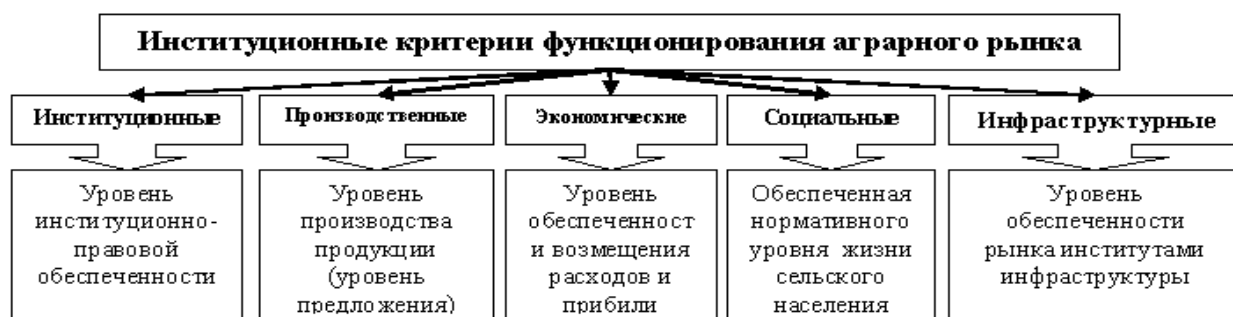 Институционные критерии функционирования аграрного рынка
Институционные
Производственные
Экономические
Социальные
Инфраструктурные
Уровень
институционно-
правовой
обеспеченности
Уровень
производства
продукции
(уровень
предложения)
Уровень
обеспеченност
и возмещения
расходов и
прибили
Обеспеченная
нормативного
уровня жизни
сельского
населения
Уровень
обеспеченности
рынка институтами
инфраструктуры